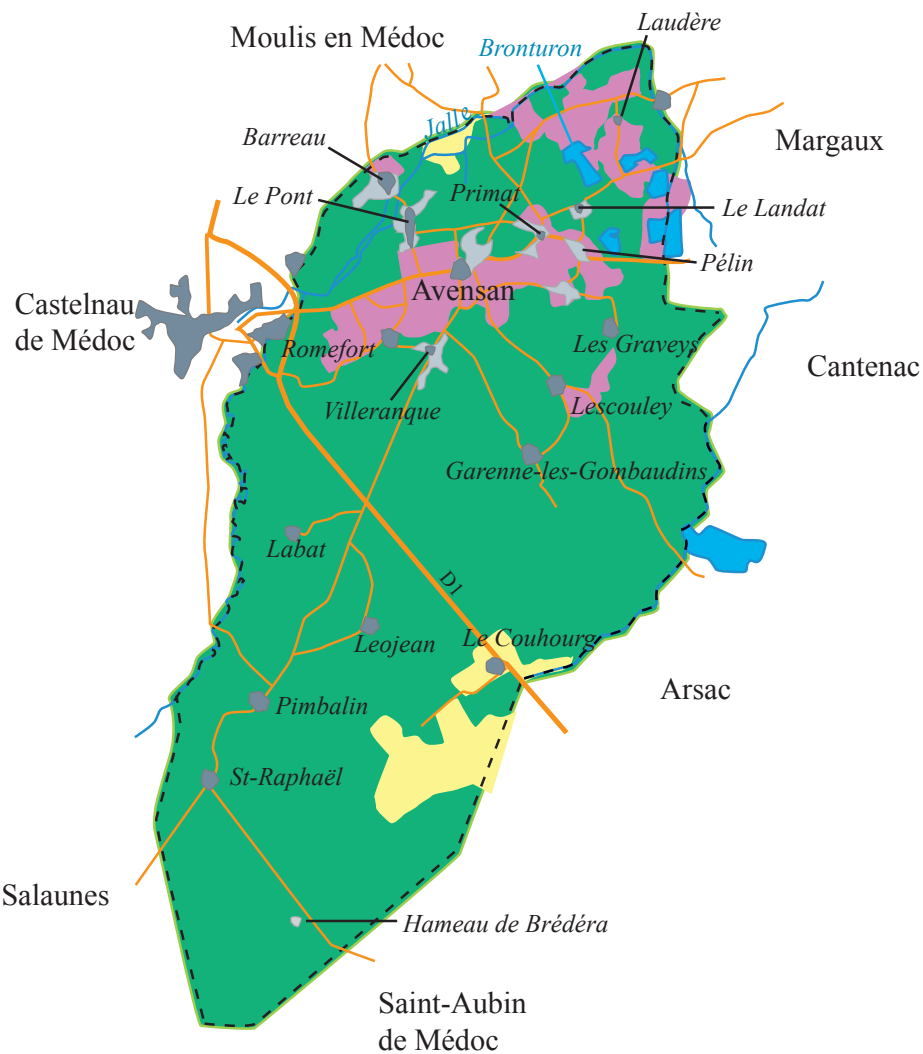 Laudère
Moulis en Médoc
Bronturon
Jalle
Barreau
Margaux
Le Pont
Primat
Le Landat
Pélin
Castelnau
de Médoc
Avensan
Romefort
Les Graveys
Cantenac
Villeranque
Lescouley
Garenne-les-Gombaudins
Labat
D1
Leojean
Le Couhourg
Arsac
Pimbalin
St-Raphaël
Salaunes
Hameau de Brédéra
Saint-Aubin
de Médoc